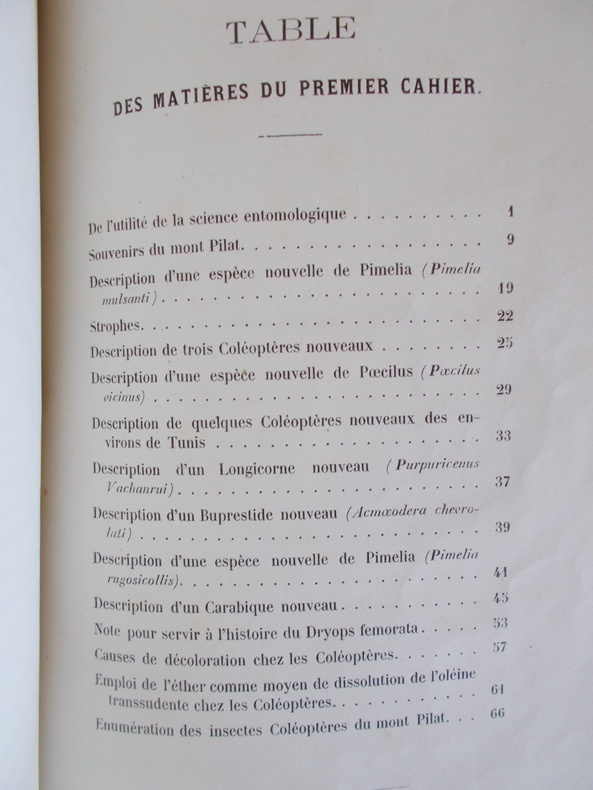 TABLE
DES MATIÈRES DU PREMIER CAHIER.
De l'utilité de la science entomologique . . . . . . . . . . 1
Souvenirs du mont Pilat. . . . . . . . . . . . . . . . . 9
Description d'une espèce nouvelle de Pimelia (Pimelia
mulsanti) . . . . . . . . . . . . . . . . . . . . . . . 19
Strophes. . . . . . . . . . . . . . . . . . . . . . . . 22
Description de trois Coléoptères nouveaux . . . . . . . . 25
Description d'une espèce nouvelle de Pœcilus (Pœcilus
vicinus) . . . . . . . . . . . . . . . . . . . . . . . 29
Description de quelques Coléoptères nouveaux des en-
virons de Tunis . . . . . . . . . . . . . . . . . . . 33
Description d'un Longicorne nouveau (Purpuricenus
Vachanrui) . . . . . . . . . . . . . . . . . . . . . . 37
Description d'un Buprestide nouveau (Acmæodera chevro-
lati) . . . . . . . . . . . . . . . . . . . . . . . . 39
Description d'une espèce nouvelle de Pimelia (Pimelia
rugosicollis). . . . . . . . . . . . . . . . . . . . . 41
Description d'un Carabique nouveau . . . . . . . . . . . 45
Note pour servir à l'histoire du Dryops femorata . . . . . 53
Causes de décoloration chez les Coléoptères. . . . . . . 57
Emploi de l'éther comme moyen de dissolution de l'oléine
transsudente chez les Coléoptères. . . . . . . . . . . . 61
Enumération des insectes Coléoptères du mont Pilat. . . 66